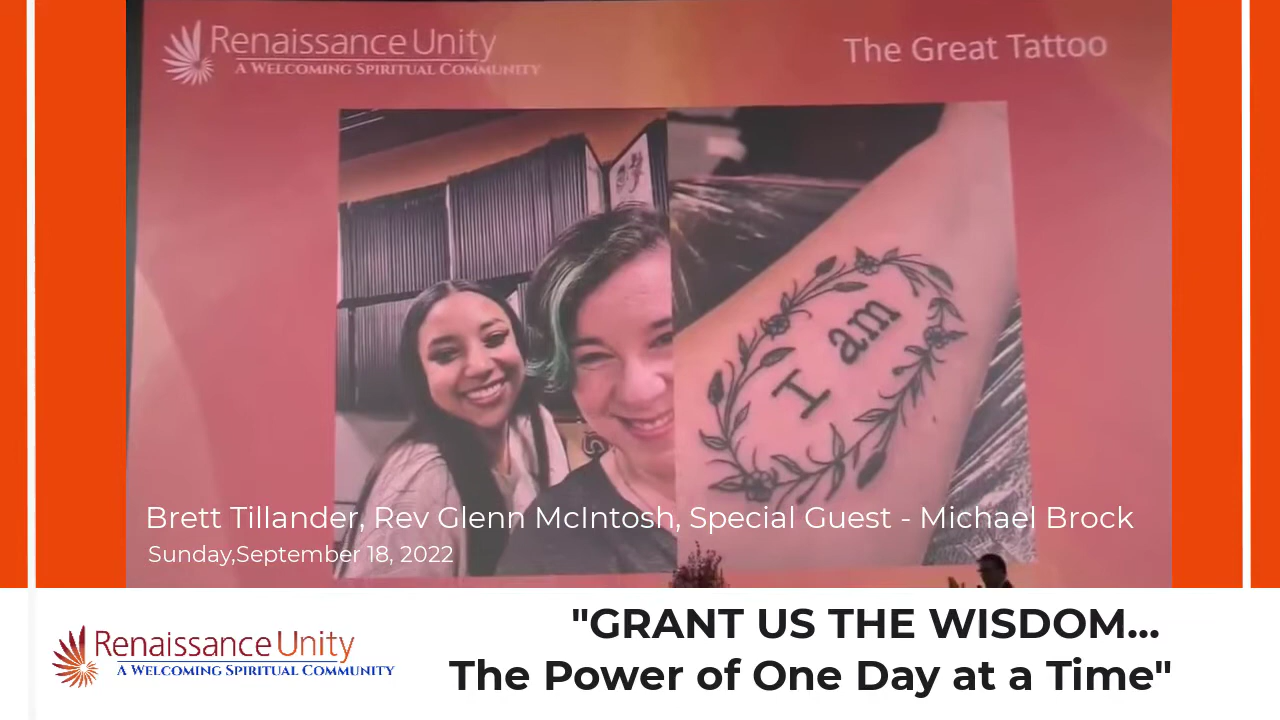 Renaissance Unity
A Welcoming Spiritual Community
The Great Tattoo
I am
Brett Tillander, Rev Glenn McIntosh, Special Guest - Michael Brock
Sunday,September 18, 2022
Renaissance Unity
A Welcoming Spiritual Community
"GRANT US THE WISDOM...
The Power of One Day at a Time"